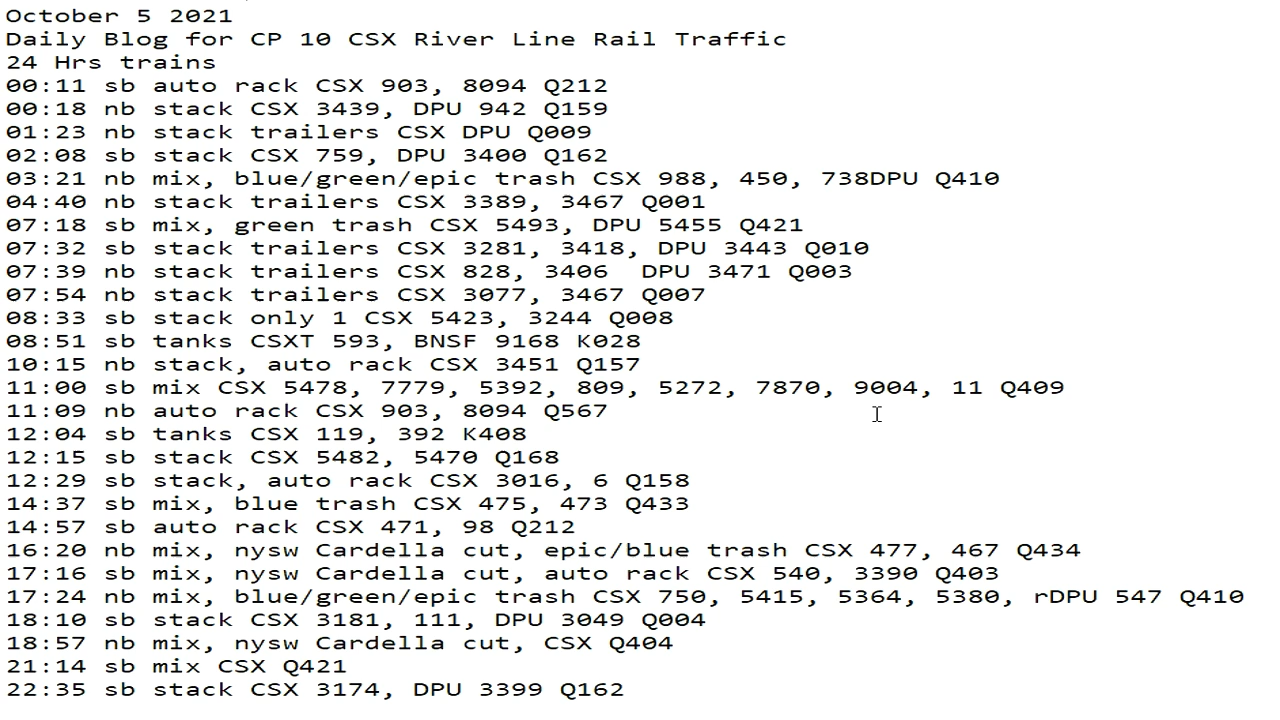 October 5 2021
Daily Blog for CP 10 CSX River Line Rail Traffic
24 Hrs trains
00:11 sb auto rack CSX 903, 8094 Q212
00:18 nb stack CSX 3439, DPU 942 Q159
01:23 nb stack trailers CSX DPU Q009
02:08 sb stack CSX 759, DPU 3400 Q162
03:21 nb mix, blue/green/epic trash CSX 988, 450, 738DPU Q410
04:40 nb stack trailers CSX 3389, 3467 Q001
07:18 sb mix, green trash CSX 5493, DPU 5455 Q421
07:32 sb stack trailers CSX 3281, 3418, DPU 3443 Q010
07:39 nb stack trailers CSX 828, 3406  DPU 3471 Q003
07:54 nb stack trailers CSX 3077, 3467 Q007
08:33 sb stack only 1 CSX 5423, 3244 Q008
08:51 sb tanks CSXT 593, BNSF 9168 K028
10:15 nb stack, auto rack CSX 3451 Q157
11:00 sb mix CSX 5478, 7779, 5392, 809, 5272, 7870, 9004, 11 Q409
11:09 nb auto rack CSX 903, 8094 Q567
12:04 sb tanks CSX 119, 392 K408
12:15 sb stack CSX 5482, 5470 Q168
12:29 sb stack, auto rack CSX 3016, 6 Q158
14:37 sb mix, blue trash CSX 475, 473 Q433
14:57 sb auto rack CSX 471, 98 Q212
16:20 nb mix, nysw Cardella cut, epic/blue trash CSX 477, 467 Q434
17:16 sb mix, nysw Cardella cut, auto rack CSX 540, 3390 Q403
17:24 nb mix, blue/green/epic trash CSX 750, 5415, 5364, 5380, rDPU 547 Q410
18:10 sb stack CSX 3181, 111, DPU 3049 Q004
18:57 nb mix, nysw Cardella cut, CSX Q404
21:14 sb mix CSX Q421
22:35 sb stack CSX 3174, DPU 3399 Q162